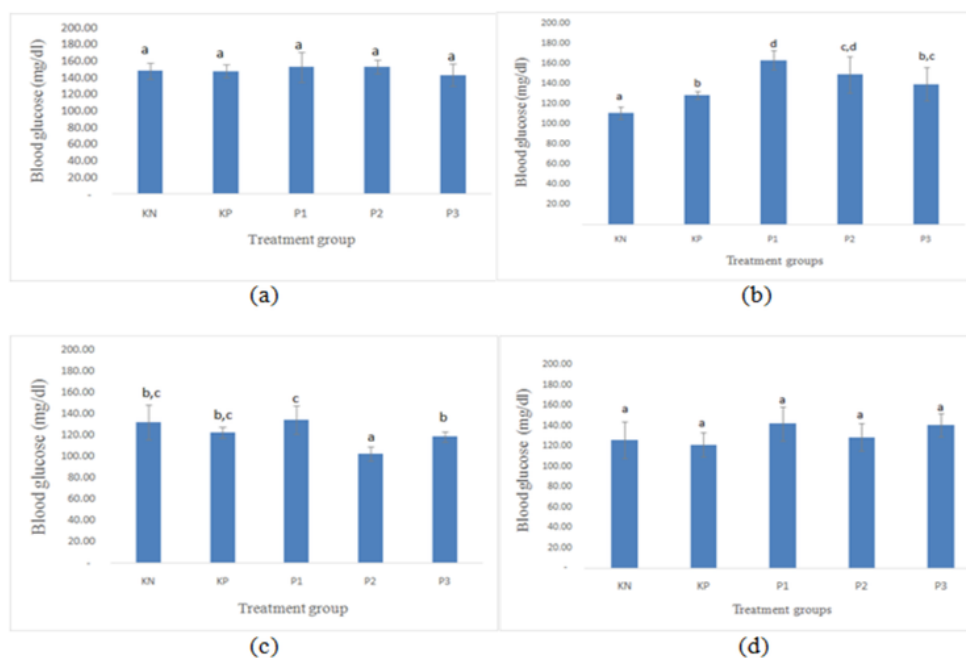 Blood glucose (mg/dl)
200.00
180.00
160.00
140.00
120.00
100.00
80.00
60.00
40.00
20.00
-
a a a a a
KN KP P1 P2 P3
Treatment group
(a)
Blood glucose (mg/dl)
200.00
180.00
160.00
140.00
120.00
100.00
80.00
60.00
40.00
20.00
a b d c,d b,c
KN KP P1 P2 P3
Treatment groups
(b)
Blood glucose (mg/dl)
200.00
180.00
160.00
140.00
120.00
100.00
80.00
60.00
40.00
20.00
-
b,c b,c c a b
KN KP P1 P2 P3
Treatment group
(c)
Blood glucose (mg/dl)
200.00
180.00
160.00
140.00
120.00
100.00
80.00
60.00
40.00
20.00
-
a a a a a
KN KP P1 P2 P3
Treatment groups
(d)